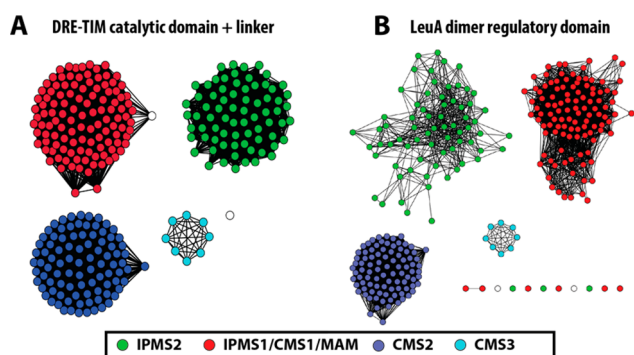 A DRE-TIM catalytic domain + linker
B LeuA dimer regulatory domain
IPMS2 IPMS1/CMS1/MAM CMS2 CMS3